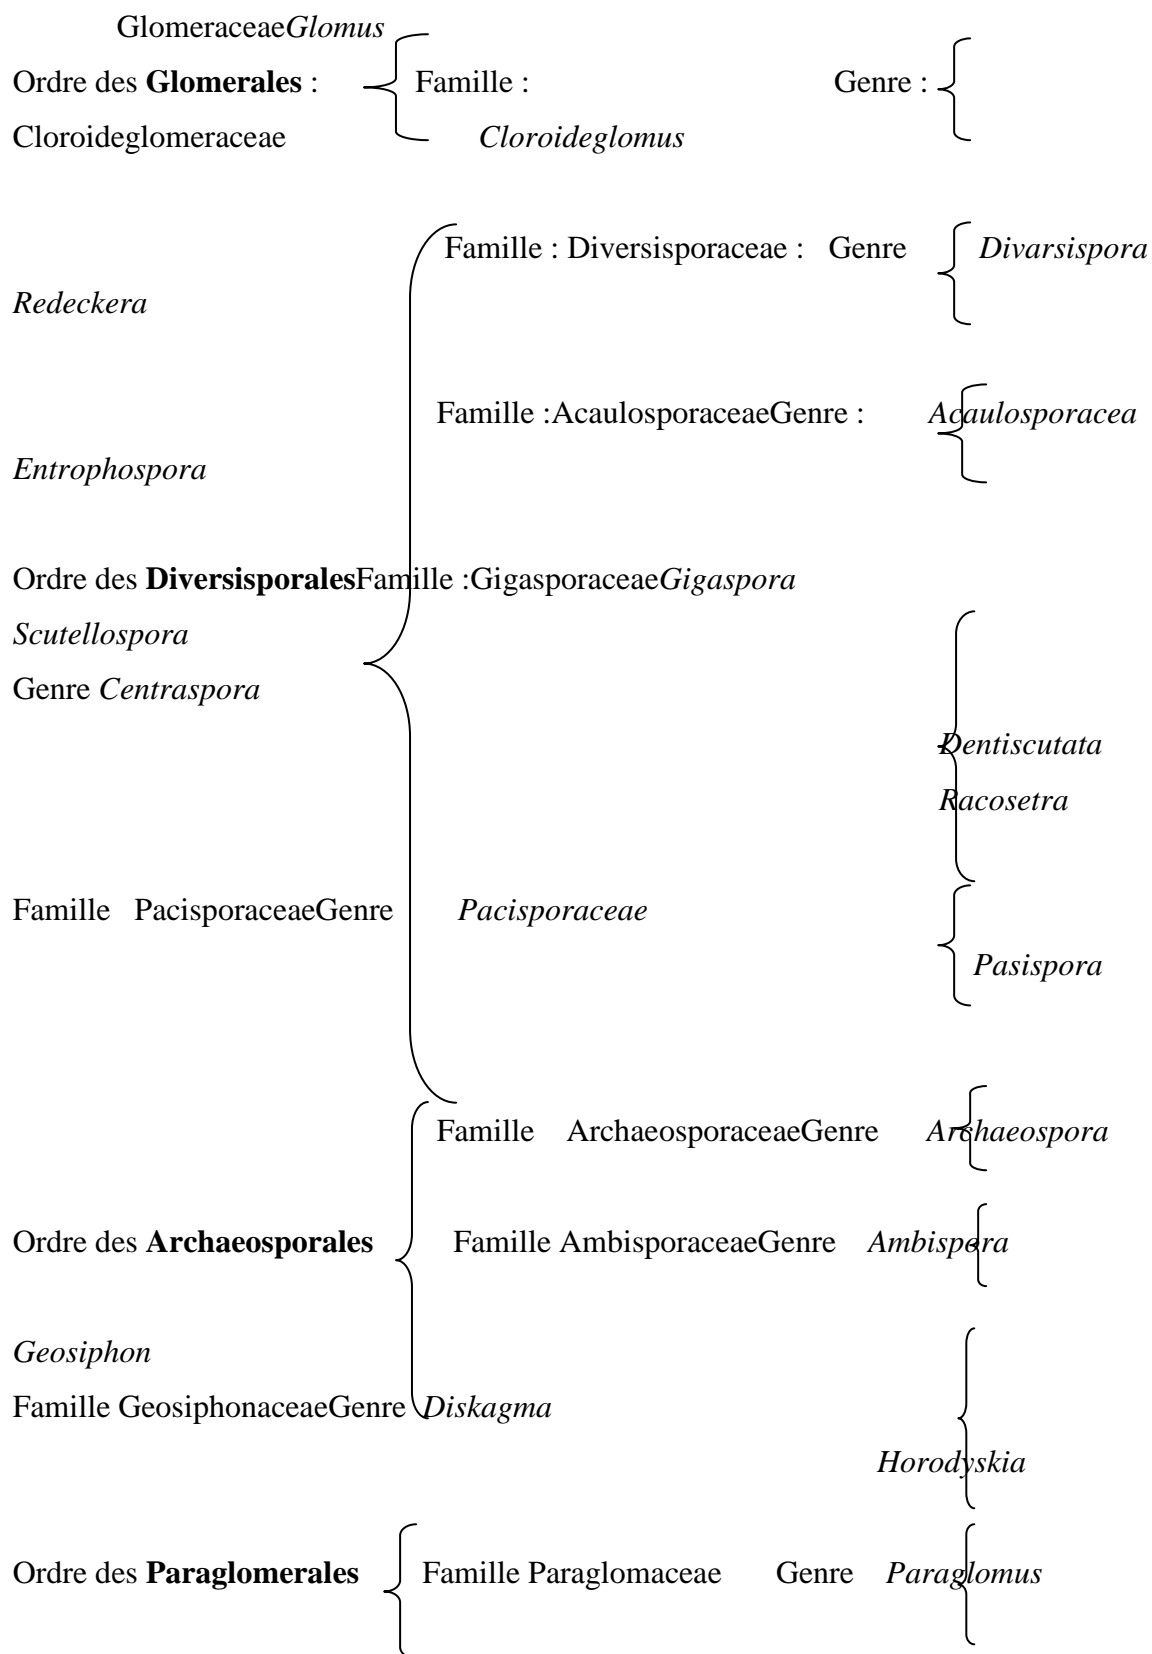 GlomeraceaeGlomus
Ordre des Glomerales : Famille : Genre :
Cloroideglomeraceae Cloroideglomus
Famille : Diversisporaceae : Genre Divarsispora
Redeckera
Famille :AcaulosporaceaeGenre : Acaulosporacea
Entrophospora
Ordre des DiversisporalesFamille :GigasporaceaeGigaspora
Scutellospora
Genre Centraspora
Dentiscutata
Racosetra
Famille PacisporaceaeGenre Pacisporaceae
Pasispora
Famille ArchaeosporaceaeGenre Archaeospora
Ordre des Archaeosporales Famille AmbisporaceaeGenre Ambispora
Geosiphon
Famille GeosiphonaceaeGenre Diskagma
Horodyskia
Ordre des Paraglomerales Famille Paraglomaceae Genre Paraglomus